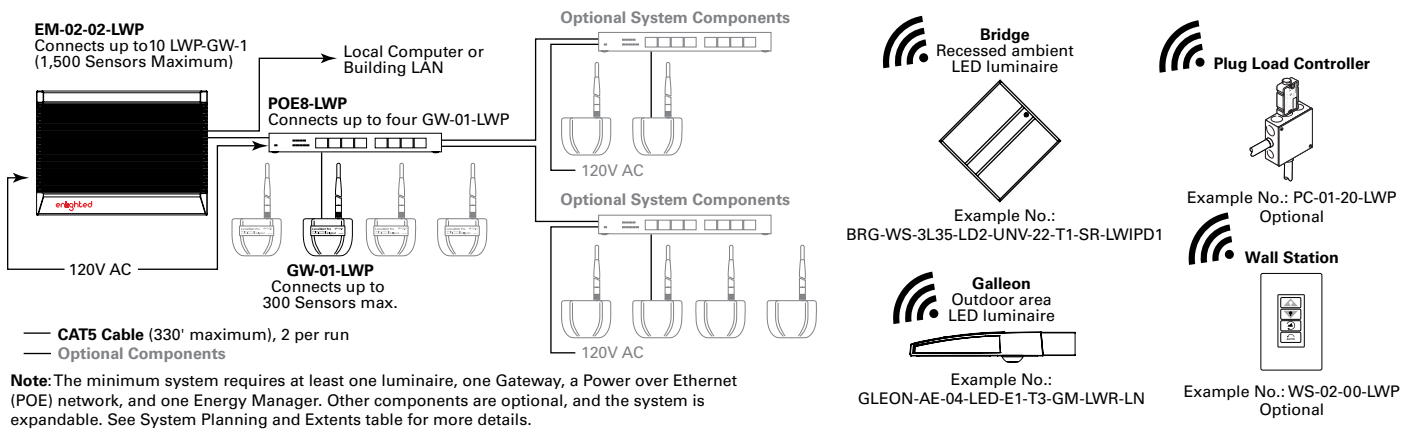 EM-02-02-LWP
Connects up to10 LWP-GW-1
(1,500 Sensors Maximum)
Local Computer or
Building LAN
POE8-LWP
Connects up to four GW-01-LWP
enlighted
120V AC
GW-01-LWP
Connects up to
300 Sensors max.
CAT5 Cable (330' maximum), 2 per run
Optional Components
Optional System Components
120V AC
Optional System Components
120V AC
Note: The minimum system requires at least one luminaire, one Gateway, a Power over Ethernet
(POE) network, and one Energy Manager. Other components are optional, and the system is
expandable. See System Planning and Extents table for more details.
Bridge
Recessed ambient
LED luminaire
Example No.:
BRG-WS-3L35-LD2-UNV-22-T1-SR-LWIPD1
Galleon
Outdoor area
LED luminaire
Example No.:
GLEON-AE-04-LED-E1-T3-GM-LWR-LN
Plug Load Controller
Example No.: PC-01-20-LWP
Optional
Wall Station
Example No.: WS-02-00-LWP
Optional